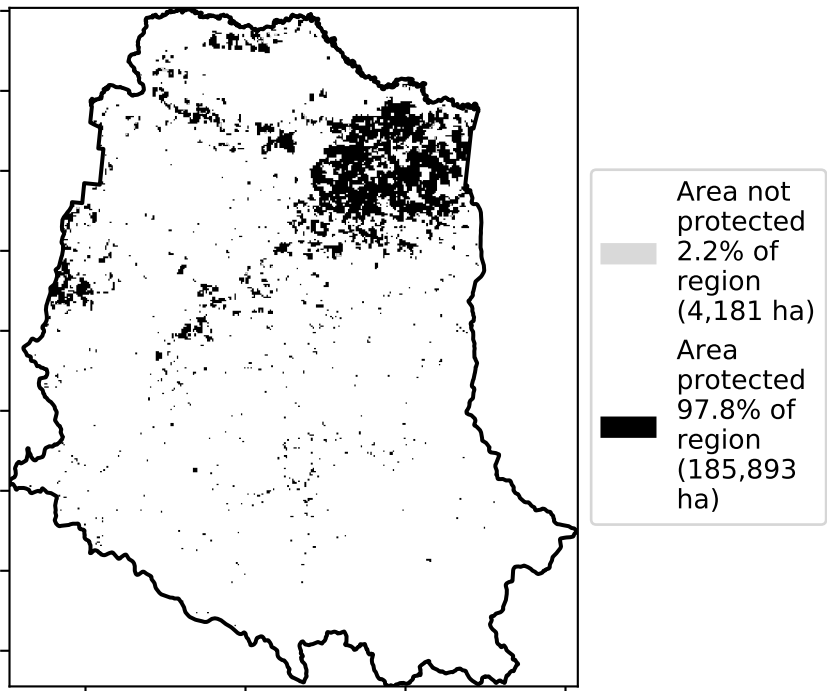 Area not
protected
2.2% of
region
(4,181 ha)
Area
protected
97.8% of
region
(185,893
ha)